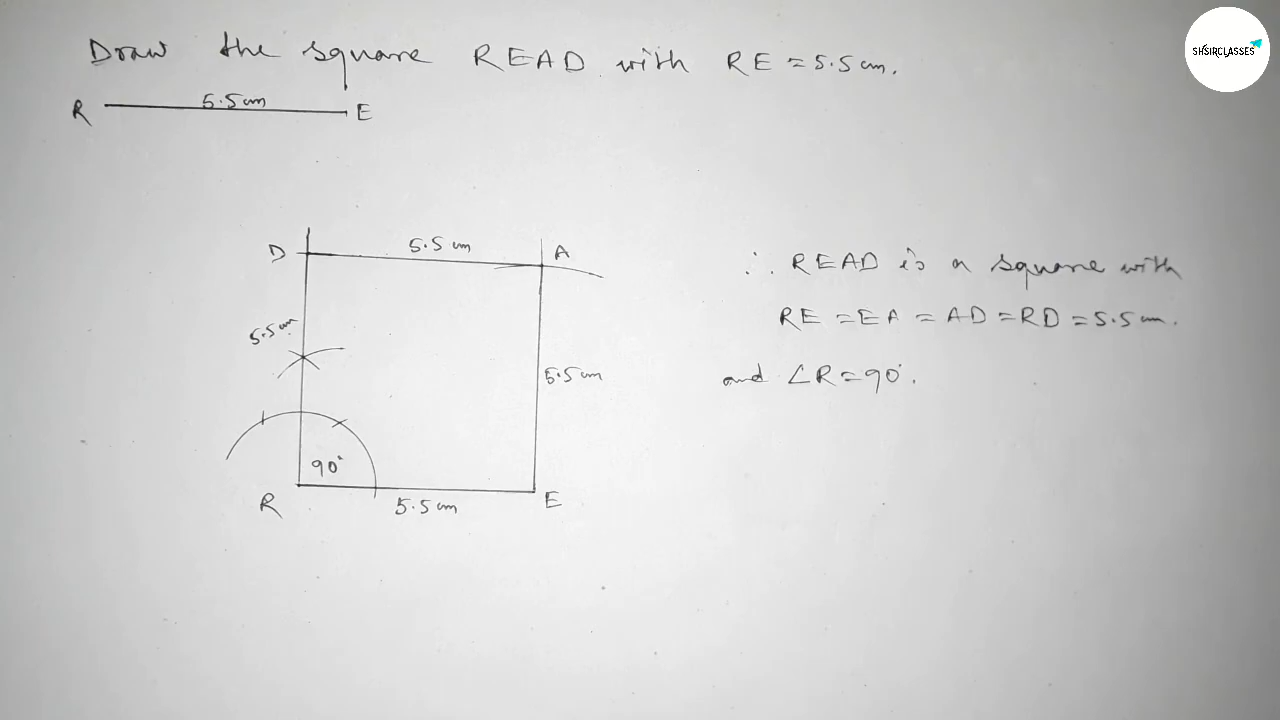 Draw the square READ with RE = 5.5 cm.
R 5.5 cm E
SHSIRCLASSES
D 5.5 cm A
5.5 cm
5.5 cm
90°
R 5.5 cm E
∴ READ is a square with
RE = EA = AD = RD = 5.5 cm.
and ∠R = 90°.